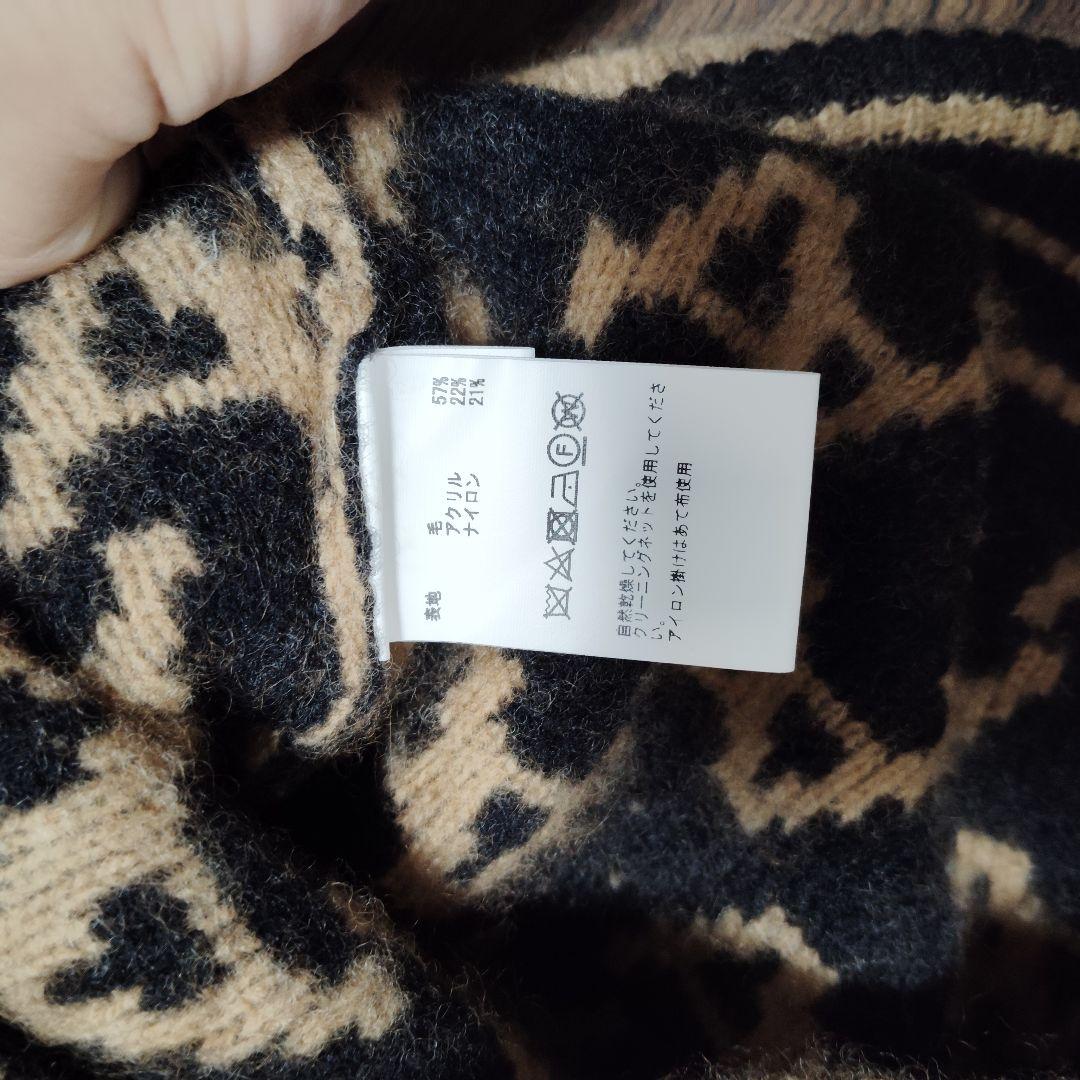 表地 毛 57%
アクリル 22%
ナイロン 21%
F W
自然乾燥してください。
クリーニングネットを使用してくださ
い。
アイロン掛けはあて布使用